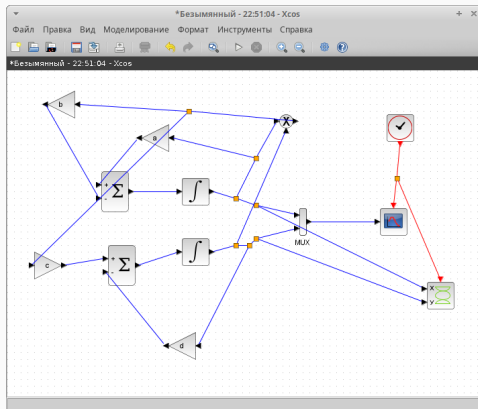 *Безымянный - 22:51:04 - Xcos
Файл Правка Вид Моделирование Формат Инструменты Справка
*Безымянный - 22:51:04 - Xcos
b
a
X
+
Σ
-
∫
MUX
c
+
Σ
-
∫
x
y
d